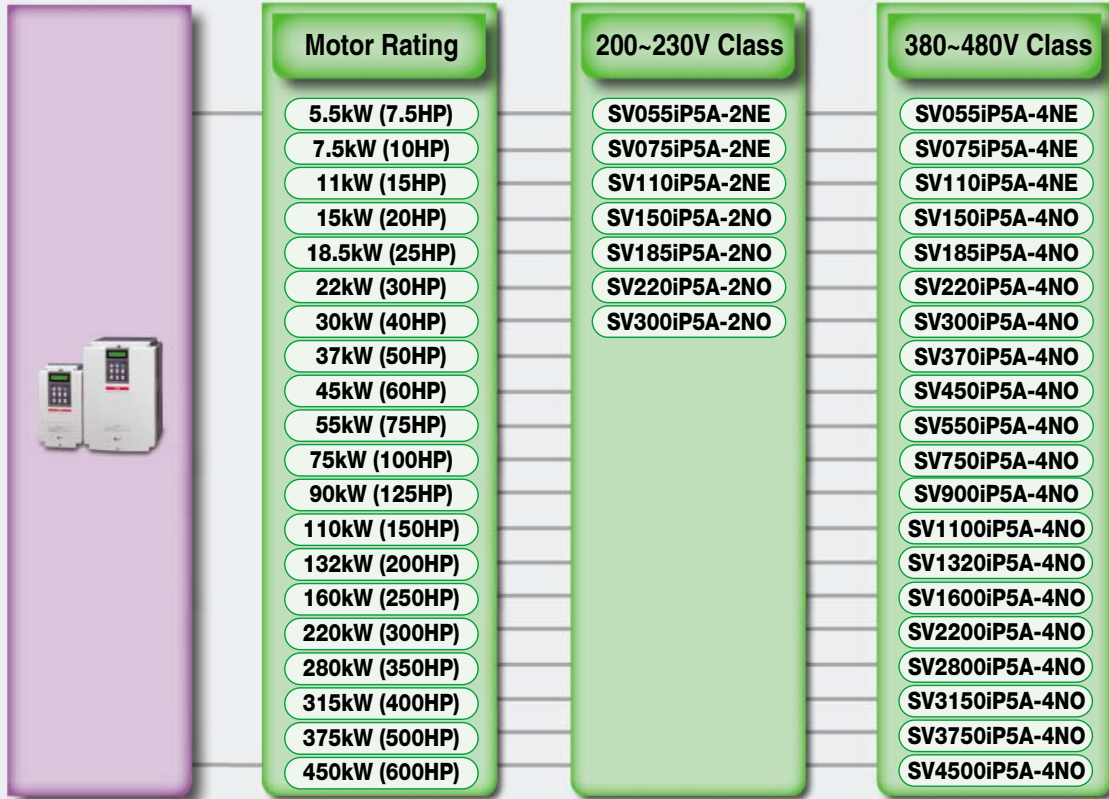 Motor Rating 200~230V Class 380~480V Class
5.5kW (7.5HP) SV055iP5A-2NE SV055iP5A-4NE
7.5kW (10HP) SV075iP5A-2NE SV075iP5A-4NE
11kW (15HP) SV110iP5A-2NE SV110iP5A-4NE
15kW (20HP) SV150iP5A-2NO SV150iP5A-4NO
18.5kW (25HP) SV185iP5A-2NO SV185iP5A-4NO
22kW (30HP) SV220iP5A-2NO SV220iP5A-4NO
30kW (40HP) SV300iP5A-2NO SV300iP5A-4NO
37kW (50HP) SV370iP5A-4NO
45kW (60HP) SV450iP5A-4NO
55kW (75HP) SV550iP5A-4NO
75kW (100HP) SV750iP5A-4NO
90kW (125HP) SV900iP5A-4NO
110kW (150HP) SV1100iP5A-4NO
132kW (200HP) SV1320iP5A-4NO
160kW (250HP) SV1600iP5A-4NO
220kW (300HP) SV2200iP5A-4NO
280kW (350HP) SV2800iP5A-4NO
315kW (400HP) SV3150iP5A-4NO
375kW (500HP) SV3750iP5A-4NO
450kW (600HP) SV4500iP5A-4NO